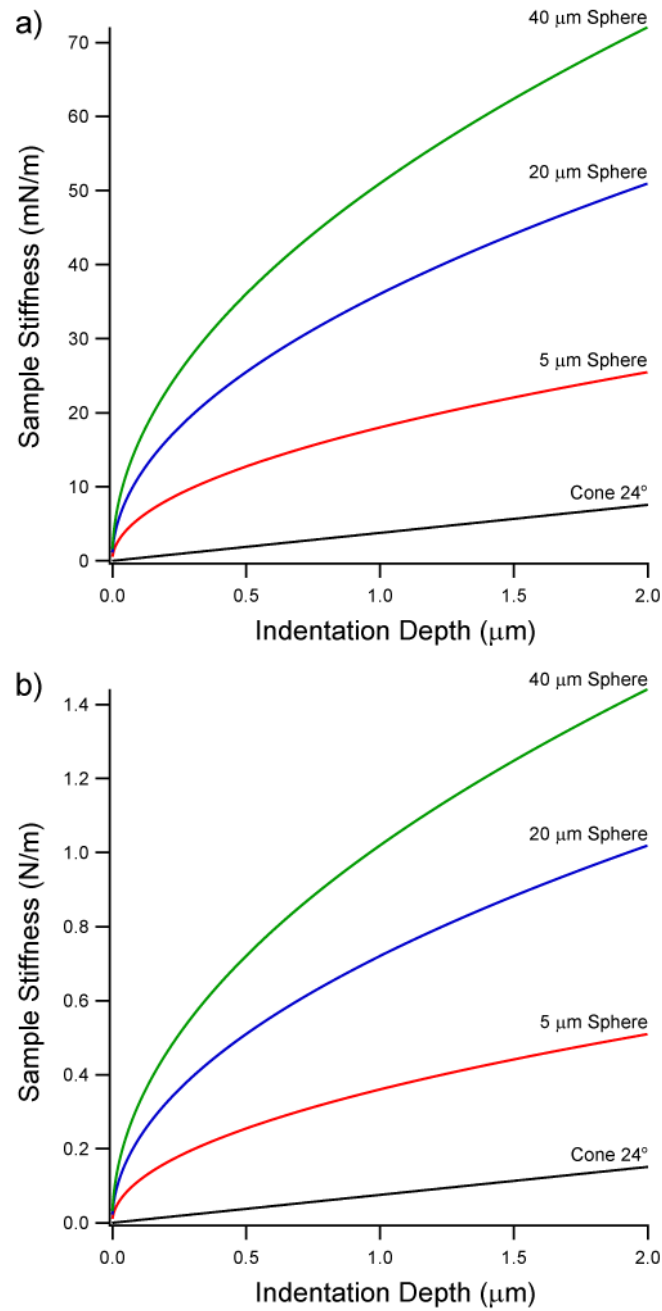 a)
40 μm Sphere
70
60
20 μm Sphere
50
40
30
5 μm Sphere
20
10
Cone 24°
0
Sample Stiffness (mN/m)
0.0 0.5 1.0 1.5 2.0
Indentation Depth (μm)
b)
40 μm Sphere
1.4
1.2
20 μm Sphere
1.0
0.8
0.6
5 μm Sphere
0.4
0.2
Cone 24°
0.0
Sample Stiffness (N/m)
0.0 0.5 1.0 1.5 2.0
Indentation Depth (μm)